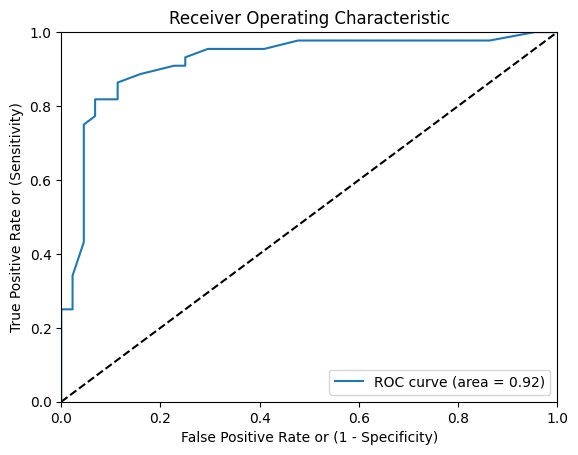 Receiver Operating Characteristic
True Positive Rate or (Sensitivity)
1.0
0.8
0.6
0.4
0.2
0.0
ROC curve (area = 0.92)
0.0 0.2 0.4 0.6 0.8 1.0
False Positive Rate or (1 - Specificity)